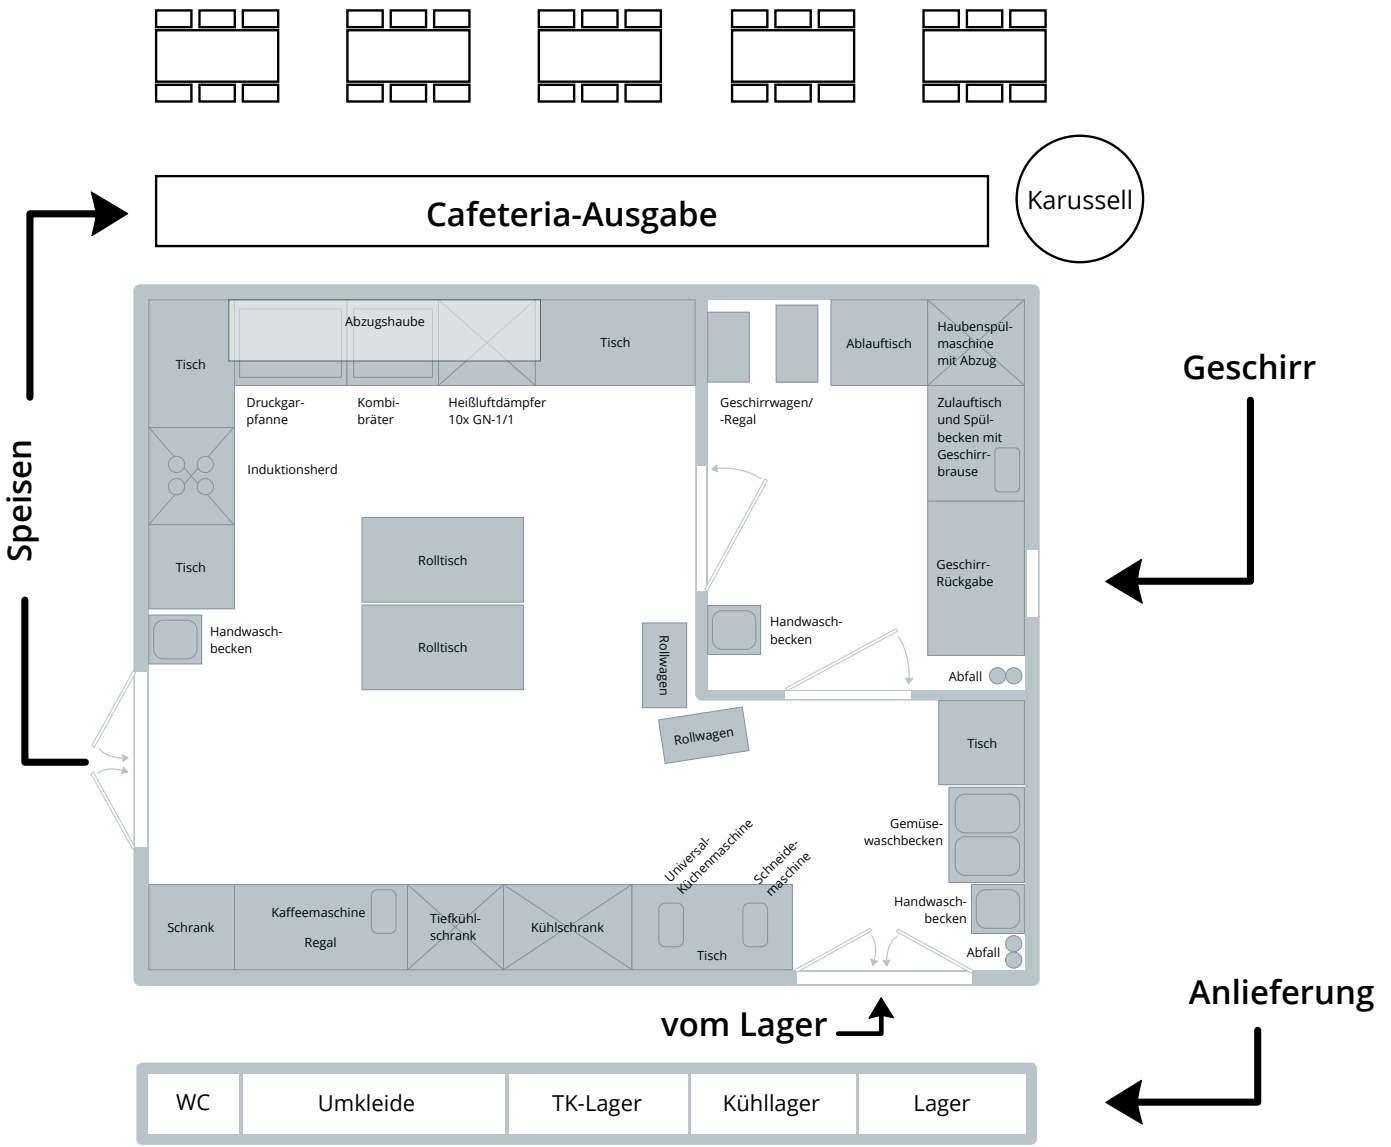 Karussell
Cafeteria-Ausgabe
Speisen
Geschirr
Anlieferung
Abzugshaube
Tisch
Tisch
Druckgar-
pfanne
Kombi-
bräter
Heißluftdämpfer
10x GN-1/1
Induktionsherd
Tisch
Handwasch-
becken
Rolltisch
Rolltisch
Rollwagen
Rollwagen
Geschirrwagen/
-Regal
Ablauftisch
Haubenspül-
maschine
mit Abzug
Zulauftisch
und Spül-
becken mit
Geschirr-
brause
Geschirr-
Rückgabe
Handwasch-
becken
Abfall
Tisch
Gemüse-
waschbecken
Handwasch-
becken
Abfall
Universal-
Küchenmaschine
Schneide-
maschine
Schrank
Kaffeemaschine
Regal
Tiefkühl-
schrank
Kühlschrank
Tisch
vom Lager
WC
Umkleide
TK-Lager
Kühllager
Lager